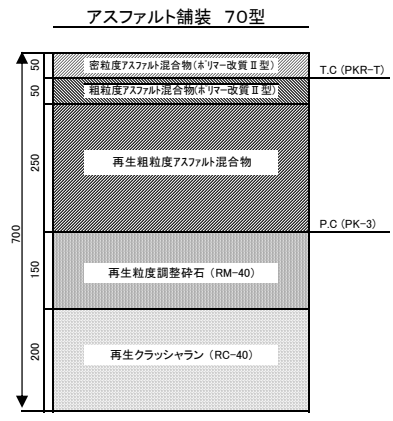 アスファルト舗装 70型
50
密粒度アスファルト混合物(ポリマー改質Ⅱ型)
T.C (PKR-T)
50
粗粒度アスファルト混合物(ポリマー改質Ⅱ型)
250
再生粗粒度アスファルト混合物
700
P.C (PK-3)
150
再生粒度調整砕石 (RM-40)
200
再生クラッシャラン (RC-40)